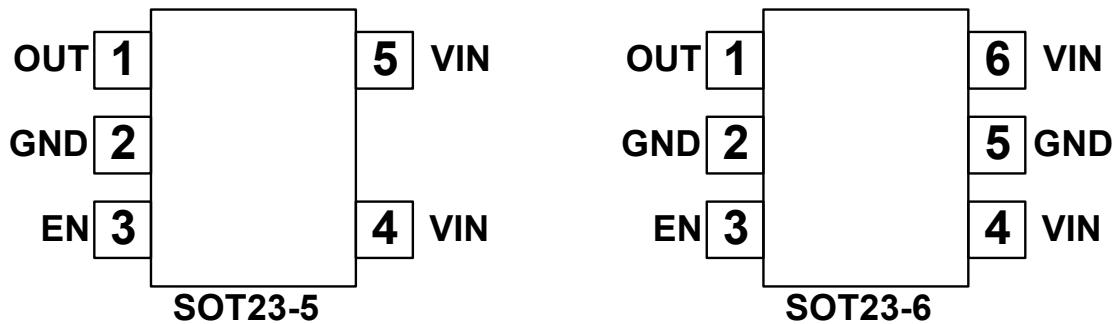 OUT 1 5 VIN
GND 2
EN 3 4 VIN
SOT23-5
OUT 1 6 VIN
GND 2 5 GND
EN 3 4 VIN
SOT23-6